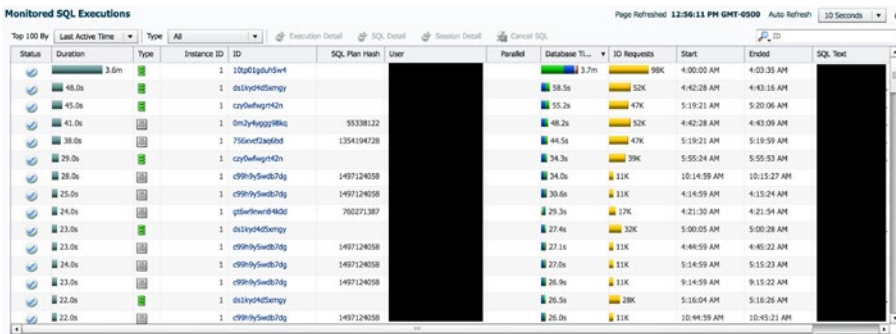 Monitored SQL Executions
Page Refreshed 12:56:11 PM GMT-0500 Auto Refresh 10 Seconds
Top 100 By Last Active Time Type All Execution Detail SQL Detail Session Detail Cancel SQL ID
Status Duration Type Instance ID ID SQL Plan Hash User Parallel Database Ti... IO Requests Start Ended SQL Text
3.6m 1 10tp01gduh5w4 3.7m 98K 4:00:00 AM 4:03:35 AM
48.0s 1 ds1kyd4d5xmgy 58.5s 52K 4:42:28 AM 4:43:16 AM
45.0s 1 czy0wfwgrt42n 55.2s 47K 5:19:21 AM 5:20:06 AM
41.0s 1 0m2y4yggg98kq 55338122 48.2s 52K 4:42:28 AM 4:43:09 AM
38.0s 1 756xvcf2aq6bd 1354194728 44.5s 47K 5:19:21 AM 5:19:59 AM
29.0s 1 czy0wfwgrt42n 34.3s 39K 5:55:24 AM 5:55:53 AM
28.0s 1 c99h9y5wdb7dg 1497124058 34.0s 11K 10:14:59 AM 10:15:27 AM
25.0s 1 c99h9y5wdb7dg 1497124058 30.6s 11K 4:14:59 AM 4:15:24 AM
24.0s 1 gt6w9nwn84k0d 760271387 29.3s 17K 4:21:30 AM 4:21:54 AM
23.0s 1 ds1kyd4d5xmgy 27.4s 32K 5:00:05 AM 5:00:28 AM
23.0s 1 c99h9y5wdb7dg 1497124058 27.1s 11K 4:44:59 AM 4:45:22 AM
24.0s 1 c99h9y5wdb7dg 1497124058 27.0s 11K 5:14:59 AM 5:15:23 AM
23.0s 1 c99h9y5wdb7dg 1497124058 26.9s 11K 9:14:59 AM 9:15:22 AM
22.0s 1 ds1kyd4d5xmgy 26.5s 28K 5:16:04 AM 5:16:26 AM
22.0s 1 c99h9y5wdb7dg 1497124058 26.0s 11K 10:44:59 AM 10:45:21 AM